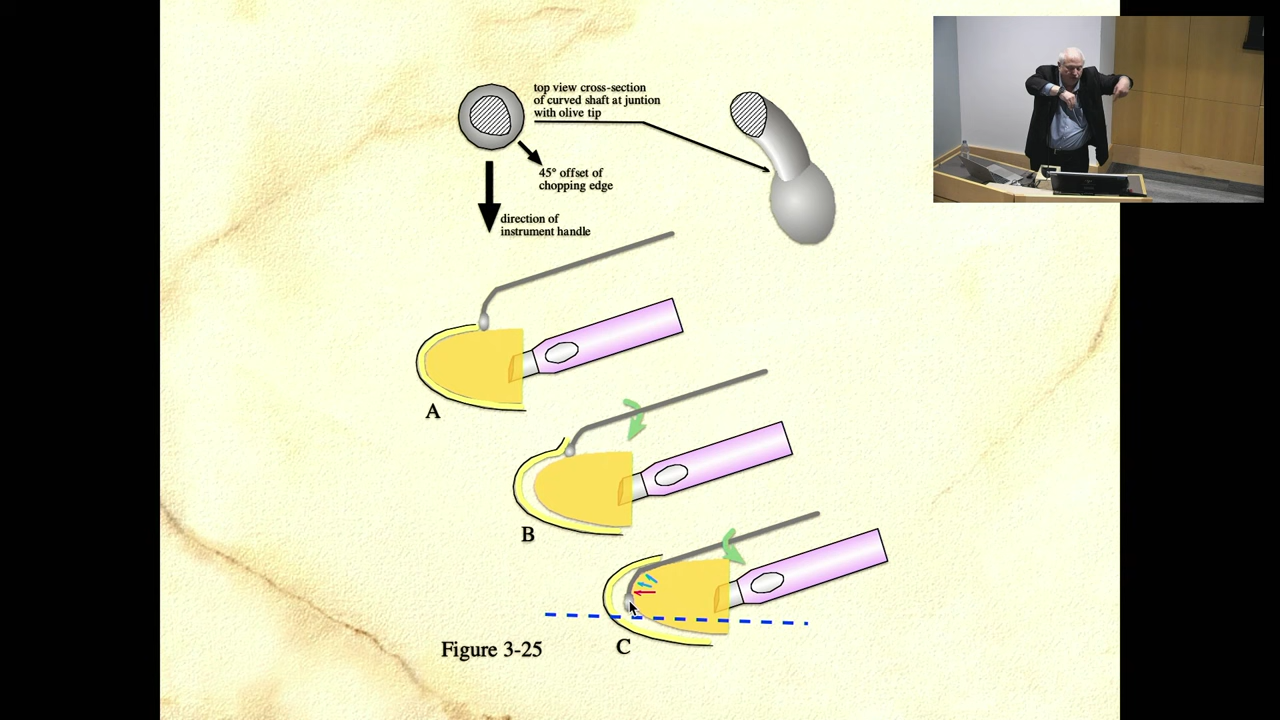 top view cross-section
of curved shaft at juntion
with olive tip
45° offset of
chopping edge
direction of
instrument handle
A
B
C
Figure 3-25